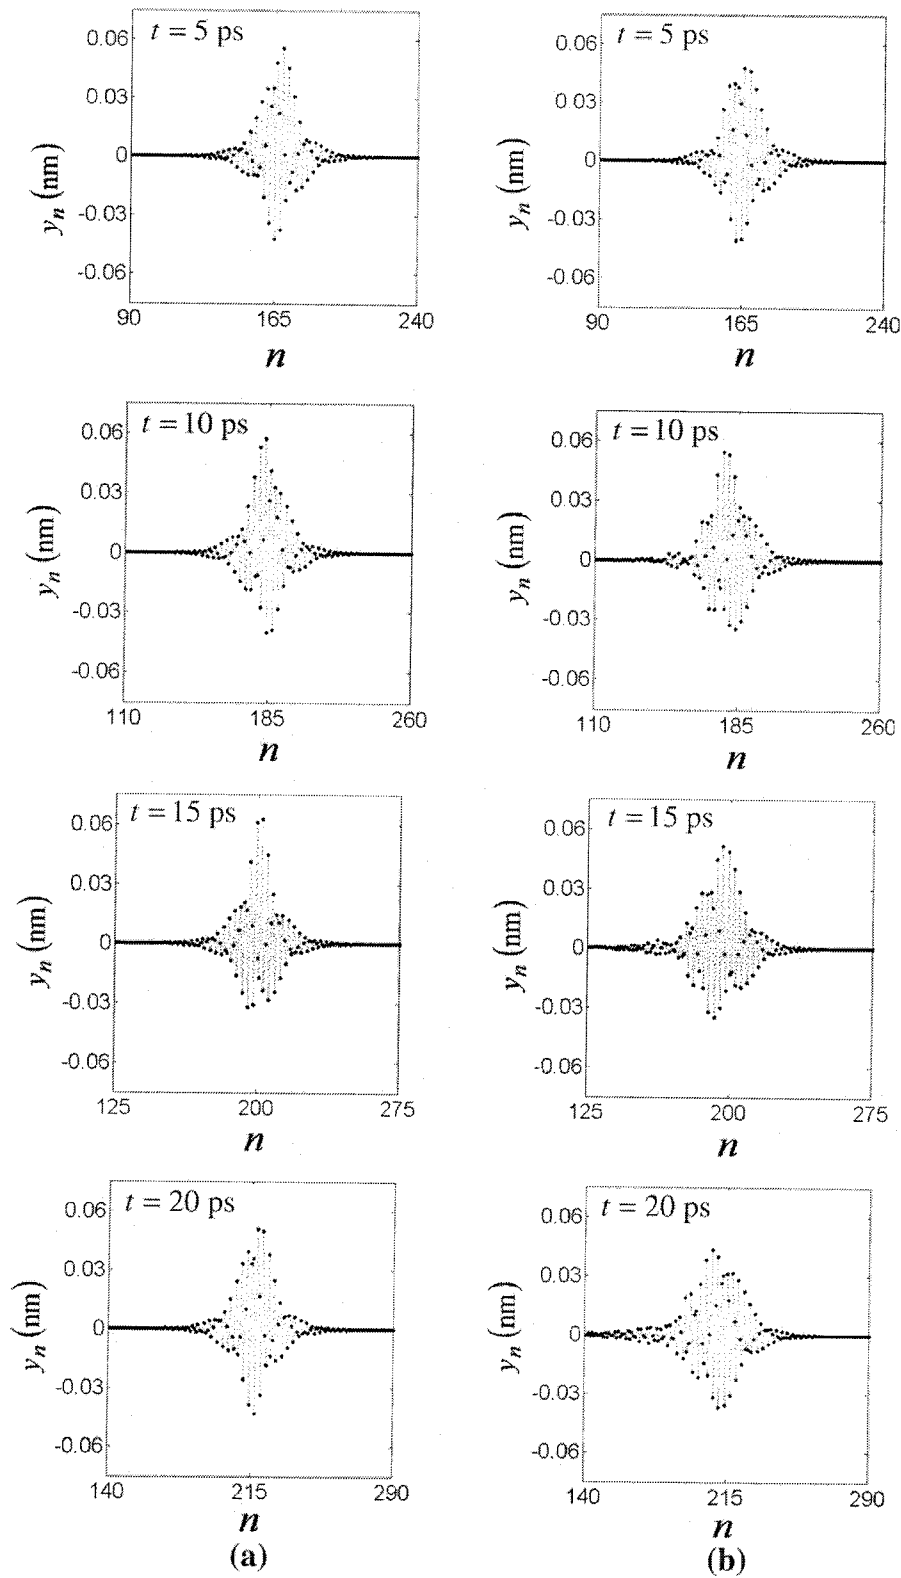 t = 5 ps
0.06
0.03
0
-0.03
-0.06
yn (nm)
90 165 240
n
t = 5 ps
0.06
0.03
0
-0.03
-0.06
yn (nm)
90 165 240
n
t = 10 ps
0.06
0.03
0
-0.03
-0.06
yn (nm)
110 185 260
n
t = 10 ps
0.06
0.03
0
-0.03
-0.06
yn (nm)
110 185 260
n
t = 15 ps
0.06
0.03
0
-0.03
-0.06
yn (nm)
125 200 275
n
t = 15 ps
0.06
0.03
0
-0.03
-0.06
yn (nm)
125 200 275
n
t = 20 ps
0.06
0.03
0
-0.03
-0.06
yn (nm)
140 215 290
n
(a)
t = 20 ps
0.06
0.03
0
-0.03
-0.06
yn (nm)
140 215 290
n
(b)